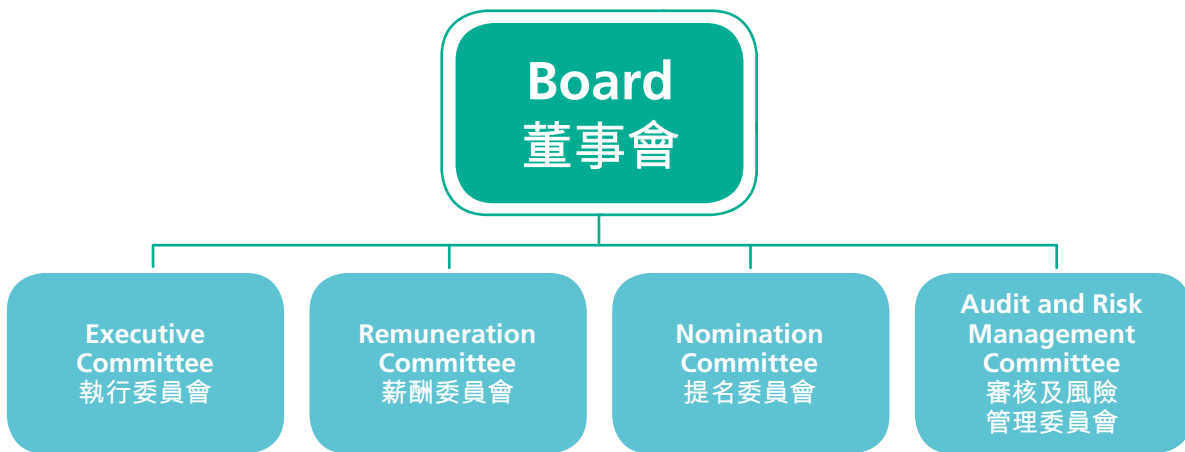 Board
董事會
Executive
Committee
執行委員會
Remuneration
Committee
薪酬委員會
Nomination
Committee
提名委員會
Audit and Risk
Management
Committee
審核及風險
管理委員會